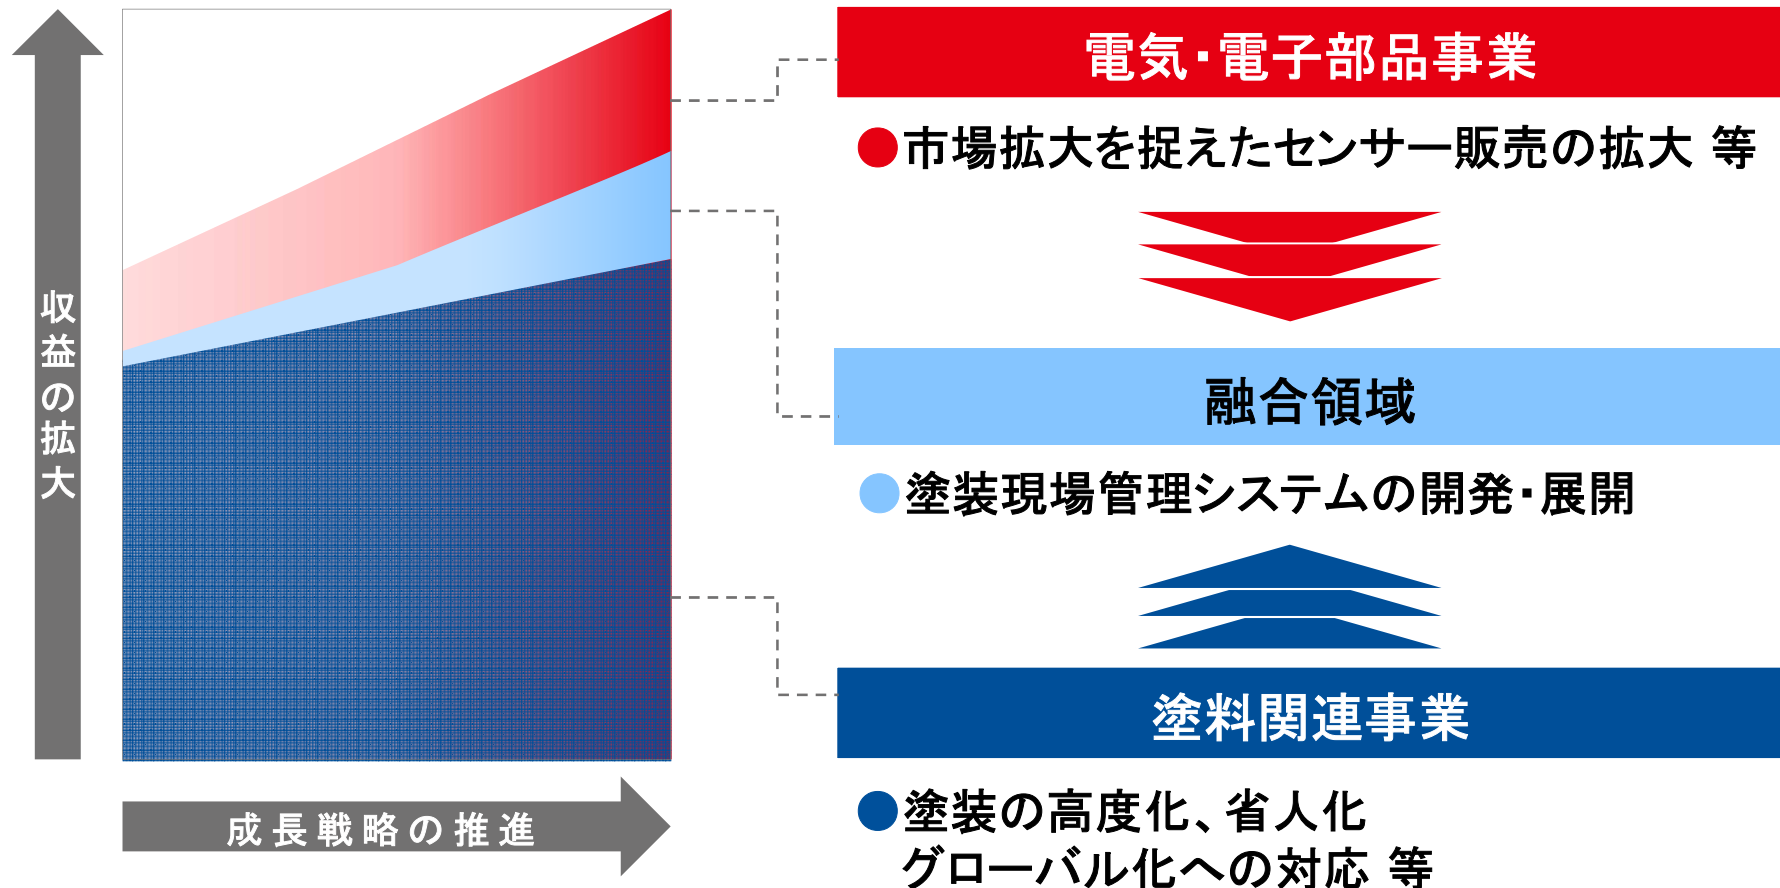 収益の拡大
成長戦略の推進
電気・電子部品事業
●市場拡大を捉えたセンサー販売の拡大 等
融合領域
●塗装現場管理システムの開発・展開
塗料関連事業
●塗装の高度化、省人化
グローバル化への対応 等